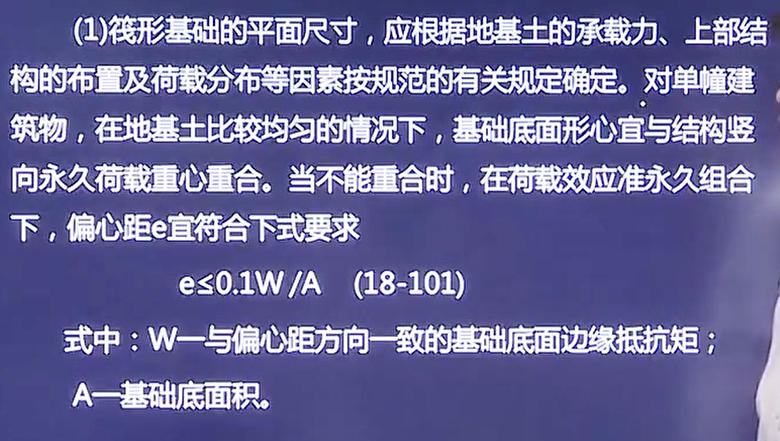 (1)筏形基础的平面尺寸，应根据地基土的承载力、上部结
构的布置及荷载分布等因素按规范的有关规定确定。对单幢建
筑物，在地基土比较均匀的情况下，基础底面形心宜与结构竖
向永久荷载重心重合。当不能重合时，在荷载效应准永久组合
下，偏心距e宜符合下式要求
e≤0.1W/A (18-101)
式中：W一与偏心距方向一致的基础底面边缘抵抗矩；
A一基础底面积。